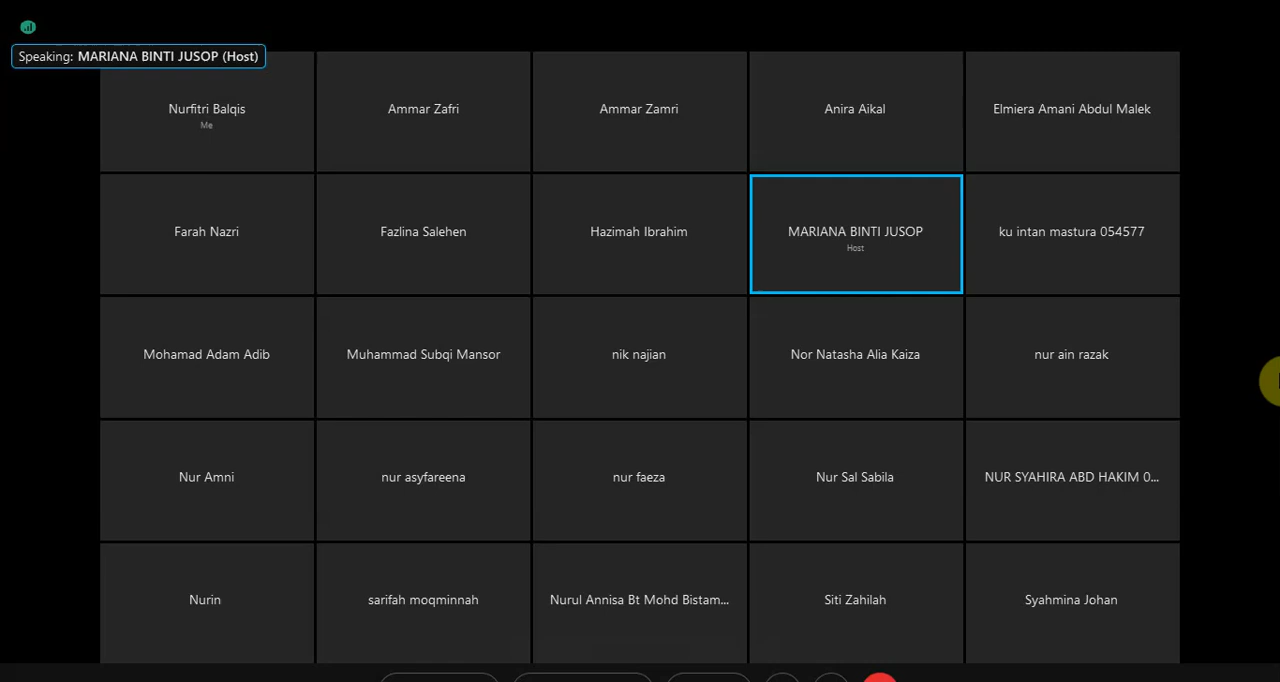 Speaking: MARIANA BINTI JUSOP (Host)
Nurfitri Balqis
Me
Ammar Zafri
Ammar Zamri
Anira Aikal
Elmiera Amani Abdul Malek
Farah Nazri
Fazlina Salehen
Hazimah Ibrahim
MARIANA BINTI JUSOP
Host
ku intan mastura 054577
Mohamad Adam Adib
Muhammad Subqi Mansor
nik najian
Nor Natasha Alia Kaiza
nur ain razak
Nur Amni
nur asyfareena
nur faeza
Nur Sal Sabila
NUR SYAHIRA ABD HAKIM 0...
Nurin
sarifah moqminnah
Nurul Annisa Bt Mohd Bistam...
Siti Zahilah
Syahmina Johan